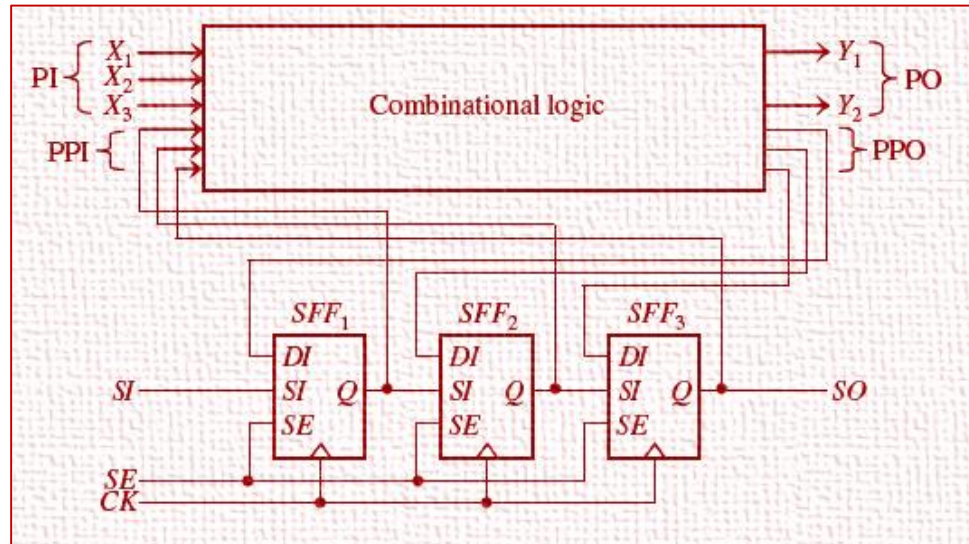 X₁ Y₁
PI { X₂ } PO
X₃ Y₂
Combinational logic
PPI { } PPO
SFF₁ SFF₂ SFF₃
DI DI DI
SI SI Q SI Q SI Q SO
SE SE SE
SE
CK